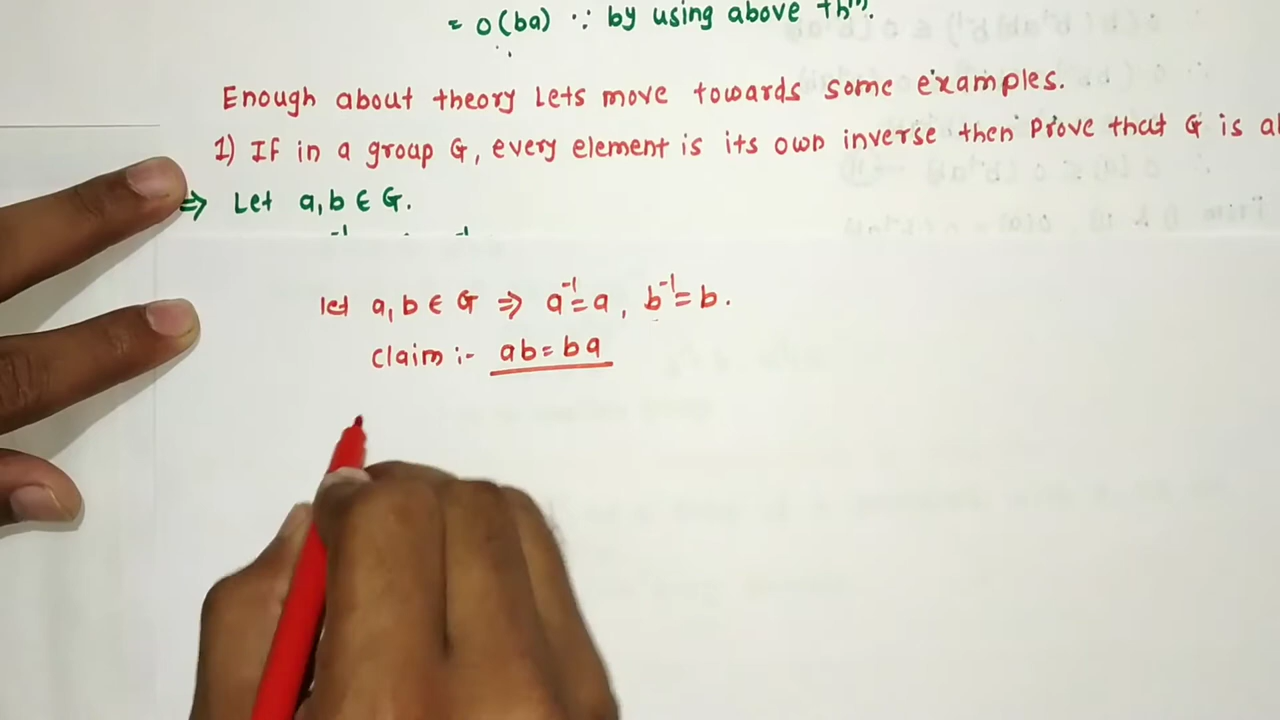 = o(ba) ∵ by using above thm.
Enough about theory Lets move towards some examples.
1) If in a group G, every element is its own inverse then Prove that G is
⇒ Let a, b ∈ G.
let a, b ∈ G ⇒ a⁻¹ = a, b⁻¹ = b.
Claim :- ab = ba